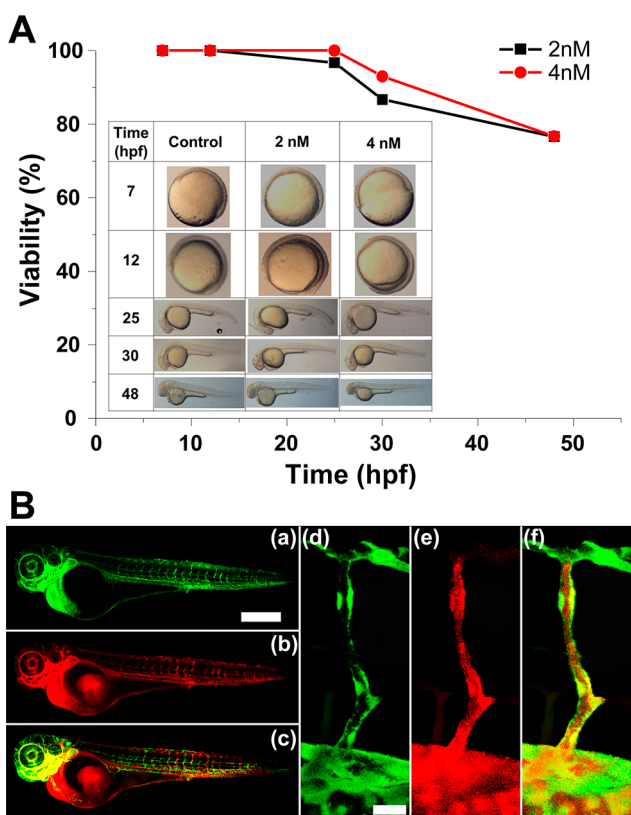 A
100
80
60
40
20
0
Viability (%)
2nM
4nM
Time
(hpf)
Control
2 nM
4 nM
7
12
25
30
48
0
10
20
30
40
50
Time (hpf)
B
(a)
(b)
(c)
(d)
(e)
(f)